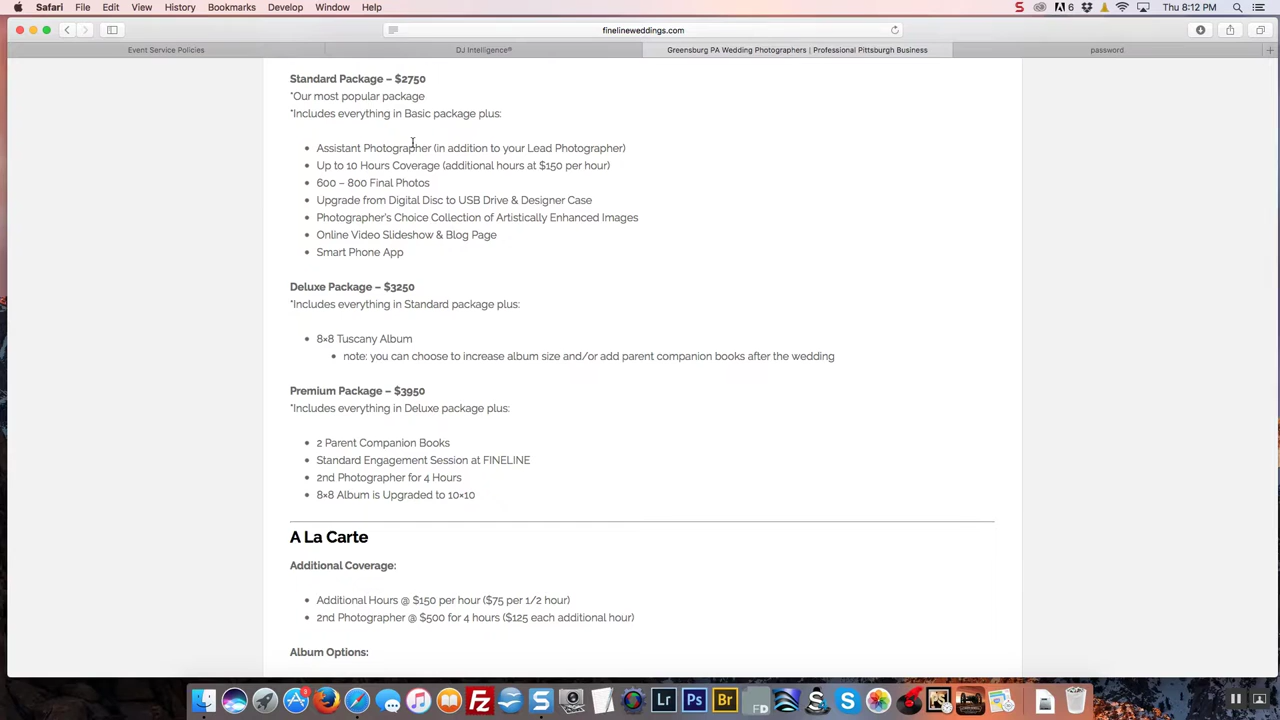 Safari File Edit View History Bookmarks Develop Window Help 6 Thu 8:12 PM
finelineweddings.com
Event Service Policies DJ Intelligence® Greensburg PA Wedding Photographers | Professional Pittsburgh Business password
Standard Package – $2750
*Our most popular package
*Includes everything in Basic package plus:
• Assistant Photographer (in addition to your Lead Photographer)
• Up to 10 Hours Coverage (additional hours at $150 per hour)
• 600 – 800 Final Photos
• Upgrade from Digital Disc to USB Drive & Designer Case
• Photographer's Choice Collection of Artistically Enhanced Images
• Online Video Slideshow & Blog Page
• Smart Phone App
Deluxe Package – $3250
*Includes everything in Standard package plus:
• 8×8 Tuscany Album
• note: you can choose to increase album size and/or add parent companion books after the wedding
Premium Package – $3950
*Includes everything in Deluxe package plus:
• 2 Parent Companion Books
• Standard Engagement Session at FINELINE
• 2nd Photographer for 4 Hours
• 8×8 Album is Upgraded to 10×10
A La Carte
Additional Coverage:
• Additional Hours @ $150 per hour ($75 per 1/2 hour)
• 2nd Photographer @ $500 for 4 hours ($125 each additional hour)
Album Options:
Lr Ps Br FD